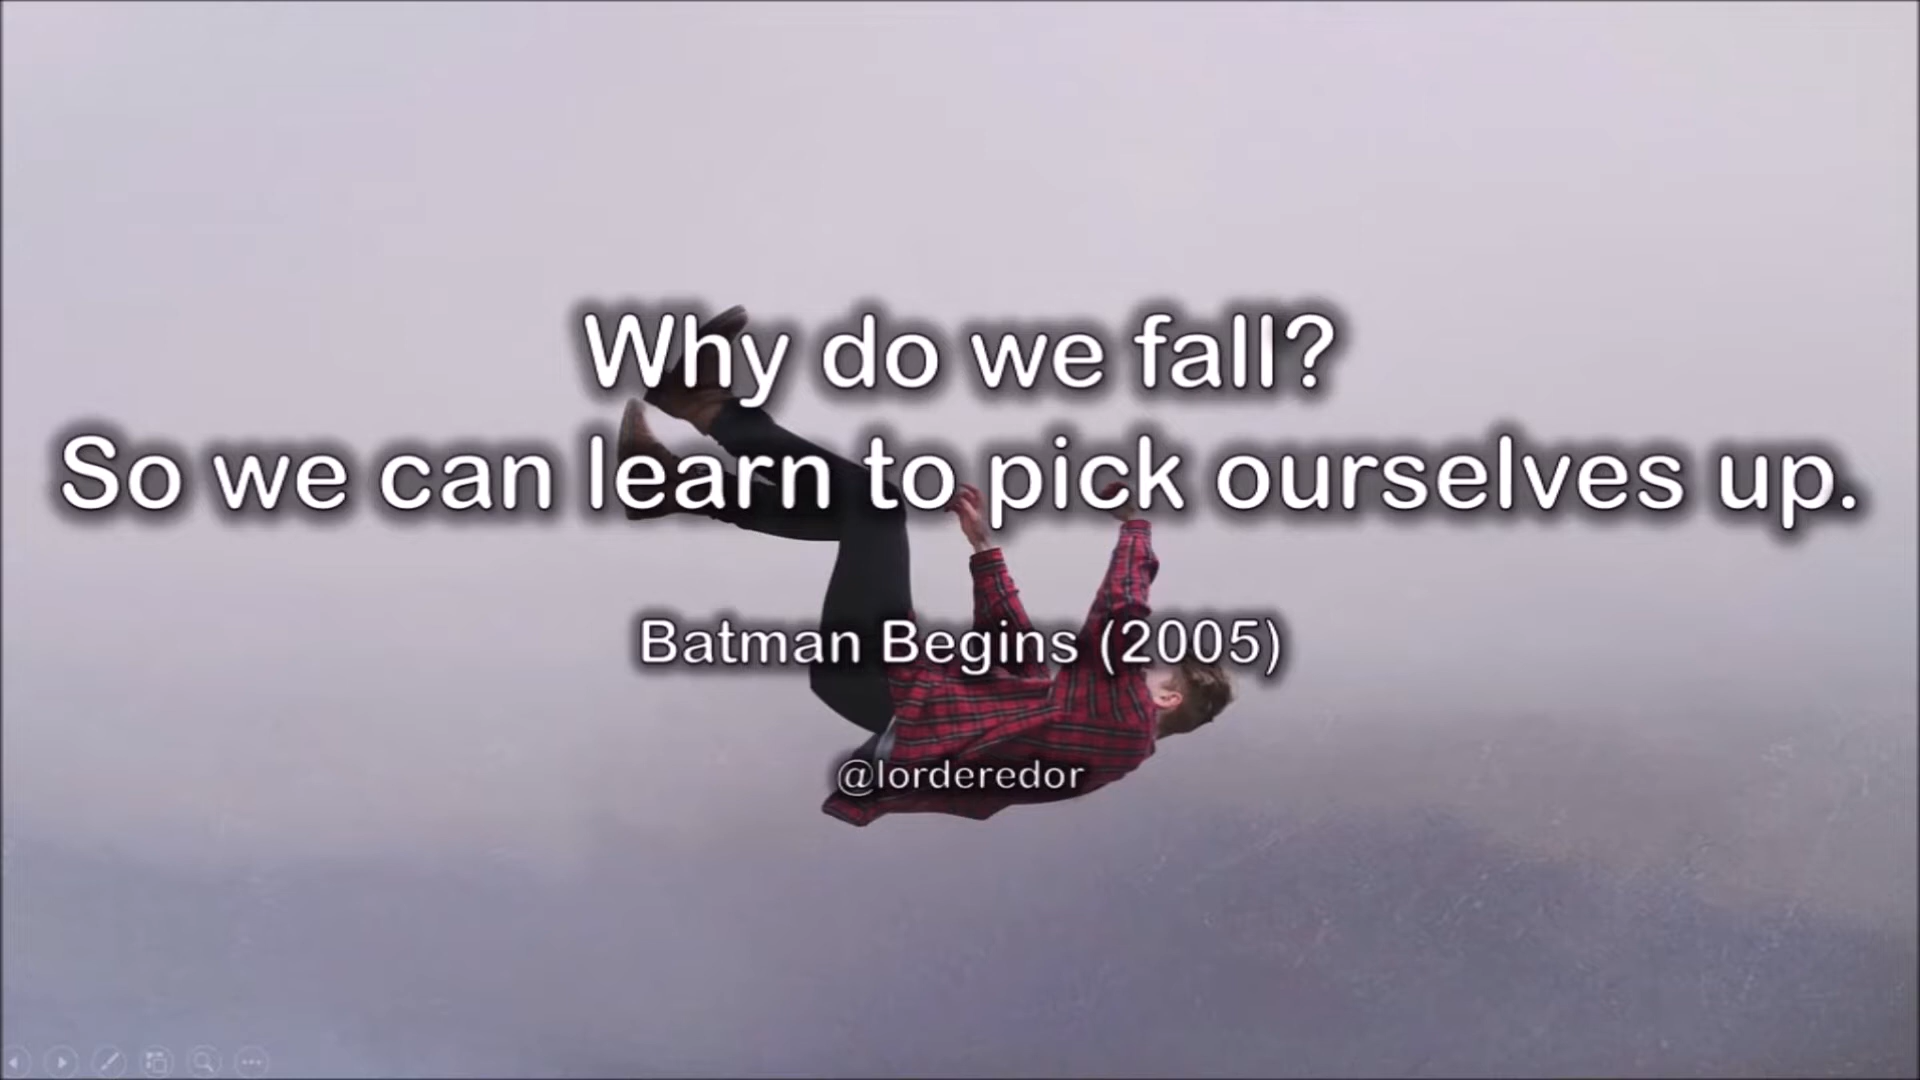 Why do we fall?
So we can learn to pick ourselves up.
Batman Begins (2005)
@lorderedor